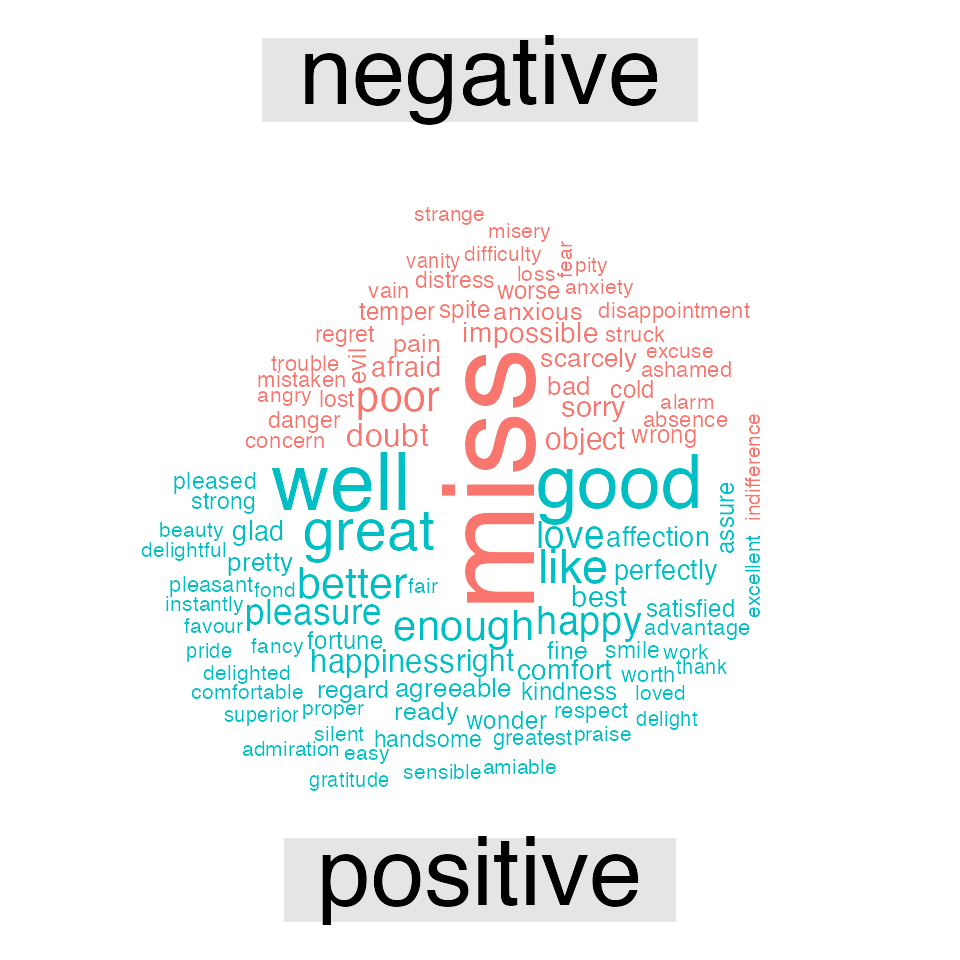 negative
strange
misery
vanity difficulty fear
distress loss pity
vain worse anxiety
temper spite anxious disappointment
regret pain impossible struck
trouble evil afraid scarcely excuse
mistaken bad cold ashamed
angry lost poor sorry alarm
danger doubt object wrong absence
concern miss indifference
pleased well good
strong assure
beauty glad great love affection
delightful pretty like perfectly excellent
pleasant fond better fair best
instantly pleasure enough happy satisfied
favour advantage
pride fancy fortune fine smile work
delighted happiness right comfort worth thank
comfortable regard agreeable kindness loved
superior proper ready wonder respect delight
silent handsome greatest praise
admiration easy
gratitude sensible amiable
positive